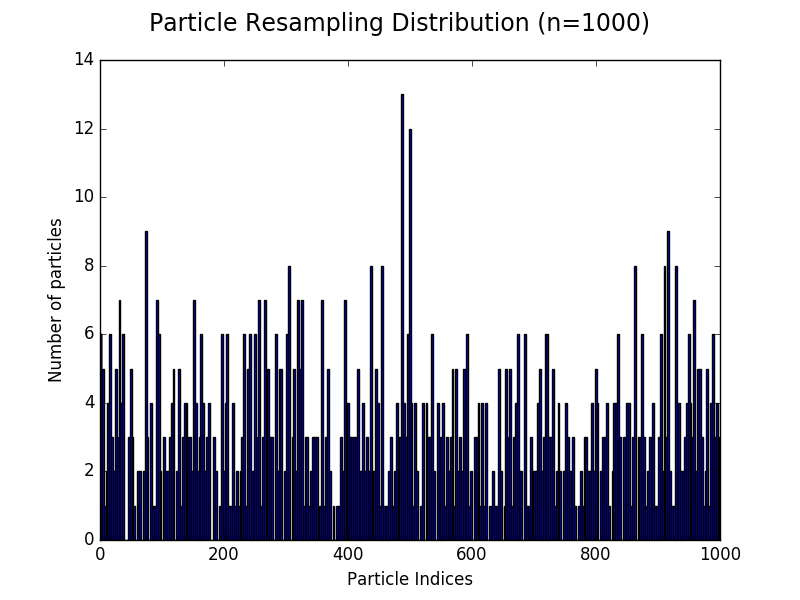 Particle Resampling Distribution (n=1000)
14
12
10
8
6
4
2
0
Number of particles
0 200 400 600 800 1000
Particle Indices